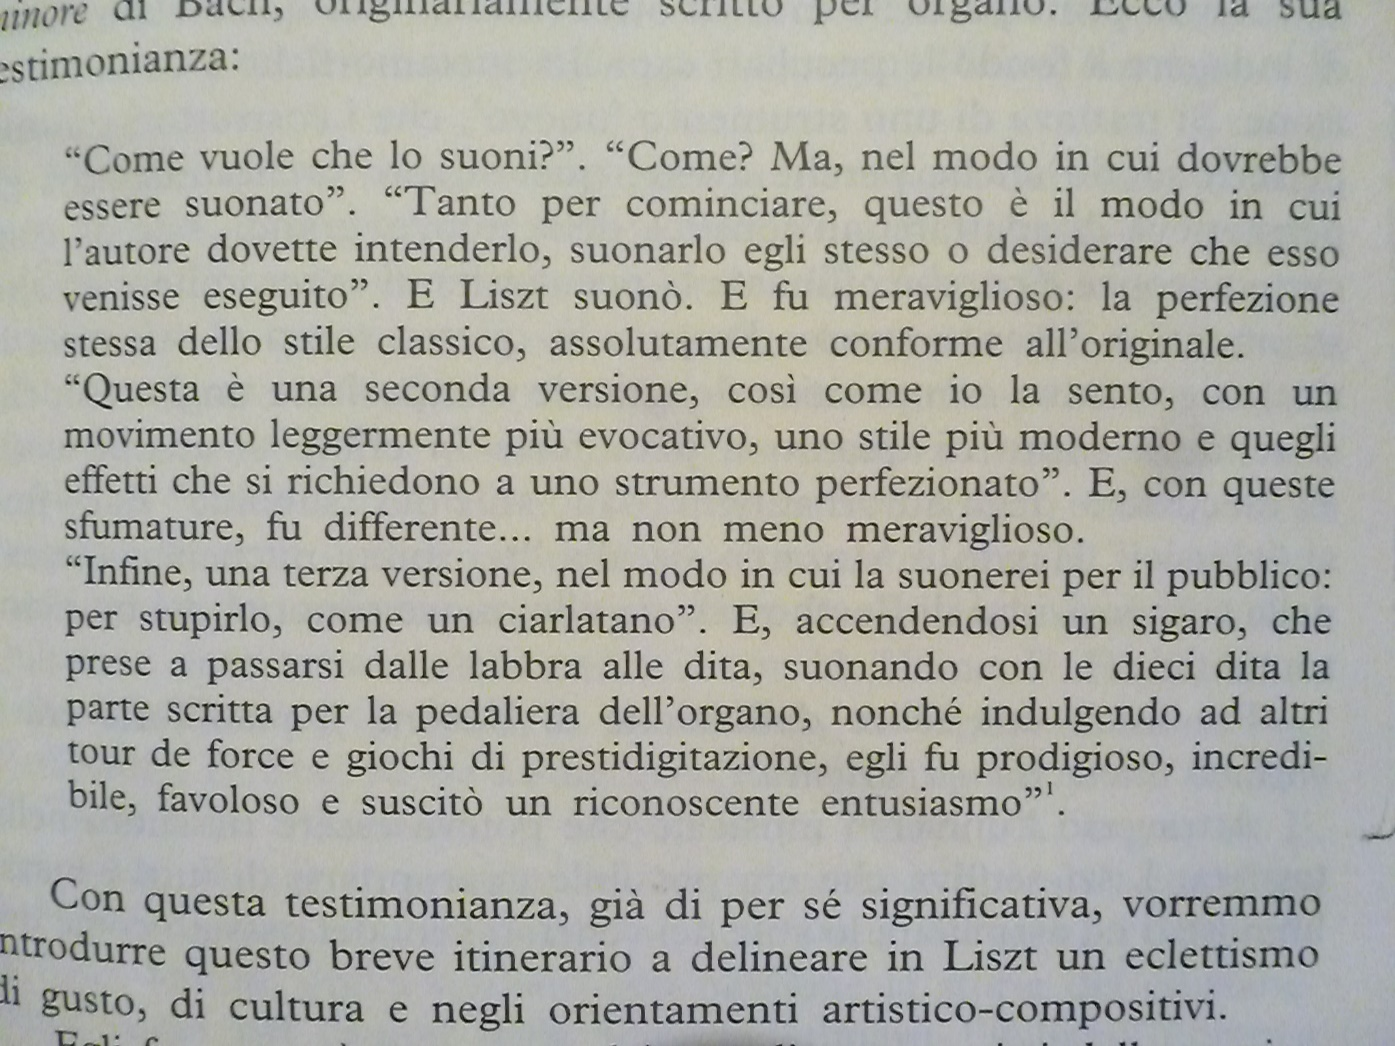 minore di Bach, originariamente scritto per organo. Ecco la sua
estimonianza:
“Come vuole che lo suoni?”. “Come? Ma, nel modo in cui dovrebbe
essere suonato”. “Tanto per cominciare, questo è il modo in cui
l’autore dovette intenderlo, suonarlo egli stesso o desiderare che esso
venisse eseguito”. E Liszt suonò. E fu meraviglioso: la perfezione
stessa dello stile classico, assolutamente conforme all’originale.
“Questa è una seconda versione, così come io la sento, con un
movimento leggermente più evocativo, uno stile più moderno e quegli
effetti che si richiedono a uno strumento perfezionato”. E, con queste
sfumature, fu differente... ma non meno meraviglioso.
“Infine, una terza versione, nel modo in cui la suonerei per il pubblico:
per stupirlo, come un ciarlatano”. E, accendendosi un sigaro, che
prese a passarsi dalle labbra alle dita, suonando con le dieci dita la
parte scritta per la pedaliera dell’organo, nonché indulgendo ad altri
tour de force e giochi di prestidigitazione, egli fu prodigioso, incredi-
bile, favoloso e suscitò un riconoscente entusiasmo”¹.
Con questa testimonianza, già di per sé significativa, vorremmo
ntrodurre questo breve itinerario a delineare in Liszt un eclettismo
di gusto, di cultura e negli orientamenti artistico-compositivi.